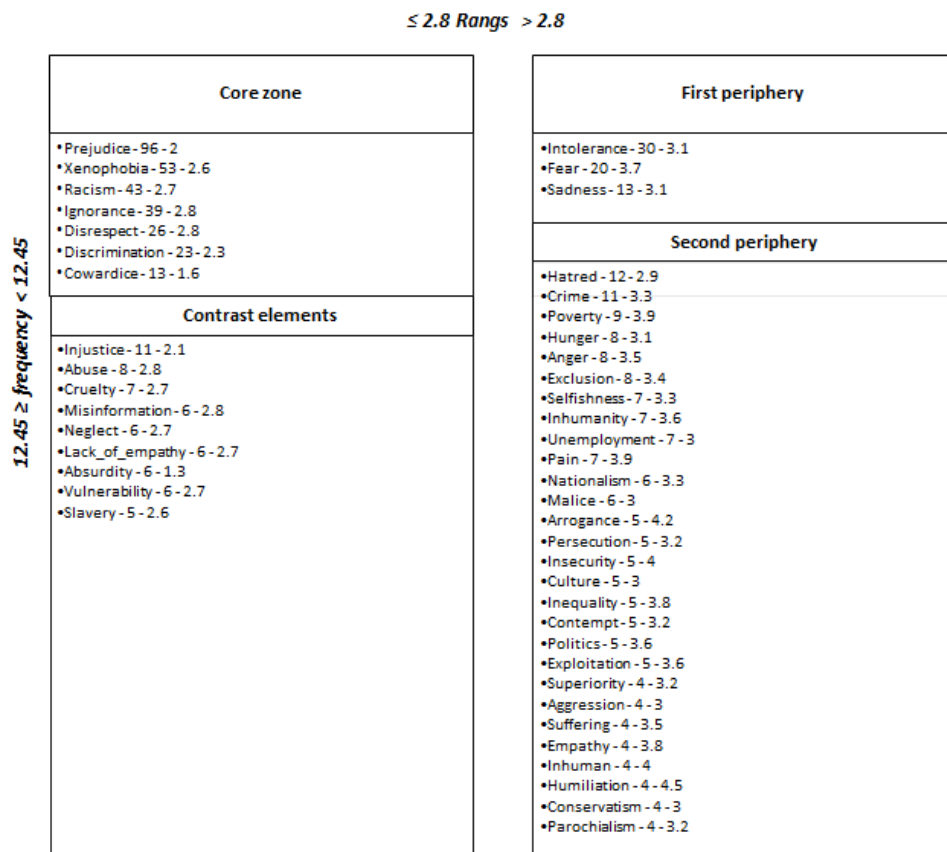 ≤ 2.8 Rangs > 2.8
12.45 ≥ frequency < 12.45
Core zone
•Prejudice - 96 - 2
•Xenophobia - 53 - 2.6
•Racism - 43 - 2.7
•Ignorance - 39 - 2.8
•Disrespect - 26 - 2.8
•Discrimination - 23 - 2.3
•Cowardice - 13 - 1.6
Contrast elements
•Injustice - 11 - 2.1
•Abuse - 8 - 2.8
•Cruelty - 7 - 2.7
•Misinformation - 6 - 2.8
•Neglect - 6 - 2.7
•Lack_of_empathy - 6 - 2.7
•Absurdity - 6 - 1.3
•Vulnerability - 6 - 2.7
•Slavery - 5 - 2.6
First periphery
•Intolerance - 30 - 3.1
•Fear - 20 - 3.7
•Sadness - 13 - 3.1
Second periphery
•Hatred - 12 - 2.9
•Crime - 11 - 3.3
•Poverty - 9 - 3.9
•Hunger - 8 - 3.1
•Anger - 8 - 3.5
•Exclusion - 8 - 3.4
•Selfishness - 7 - 3.3
•Inhumanity - 7 - 3.6
•Unemployment - 7 - 3
•Pain - 7 - 3.9
•Nationalism - 6 - 3.3
•Malice - 6 - 3
•Arrogance - 5 - 4.2
•Persecution - 5 - 3.2
•Insecurity - 5 - 4
•Culture - 5 - 3
•Inequality - 5 - 3.8
•Contempt - 5 - 3.2
•Politics - 5 - 3.6
•Exploitation - 5 - 3.6
•Superiority - 4 - 3.2
•Aggression - 4 - 3
•Suffering - 4 - 3.5
•Empathy - 4 - 3.8
•Inhuman - 4 - 4
•Humiliation - 4 - 4.5
•Conservatism - 4 - 3
•Parochialism - 4 - 3.2